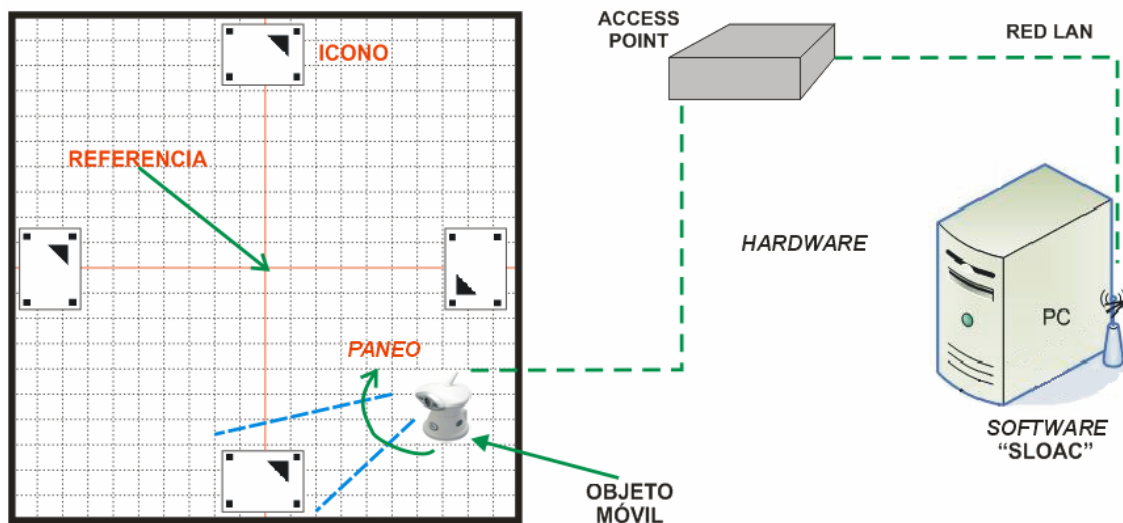 ICONO
REFERENCIA
PANEO
OBJETO
MÓVIL
ACCESS
POINT
RED LAN
HARDWARE
PC
SOFTWARE
“SLOAC”